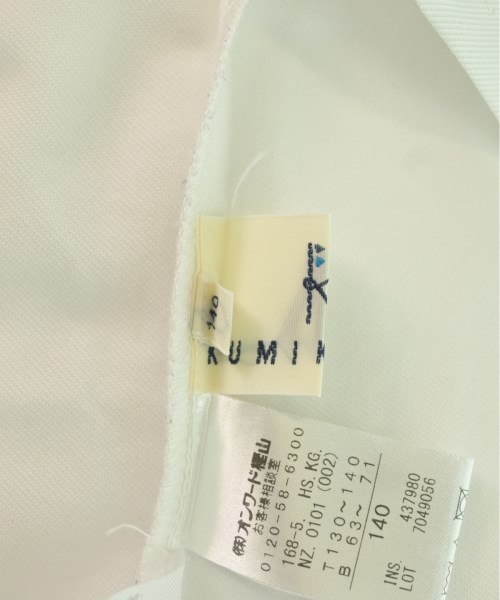 140
KUMI
(株)オンワード樫山
お客様相談室
0120-58-6300
168-5. HS. KG.
NZ. 0101 (002)
T 130~140
B 63~ 71
140
INS. 437980
LOT 7049056